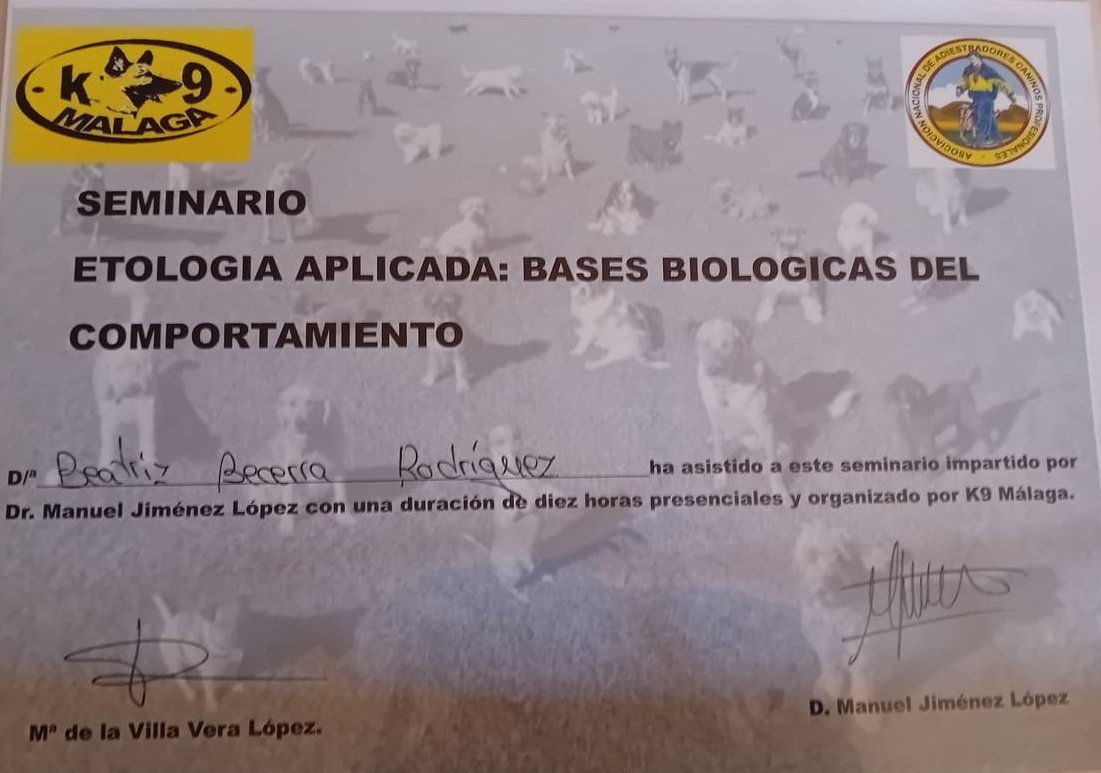 k 9
MALAGA
ASOCIACION NACIONAL DE ADIESTRADORES CANINOS PROFESIONALES
SEMINARIO
ETOLOGIA APLICADA: BASES BIOLOGICAS DEL
COMPORTAMIENTO
D/ª Beatriz Becerra Rodríguez ha asistido a este seminario impartido por
Dr. Manuel Jiménez López con una duración de diez horas presenciales y organizado por K9 Málaga.
Mª de la Villa Vera López.
D. Manuel Jiménez López